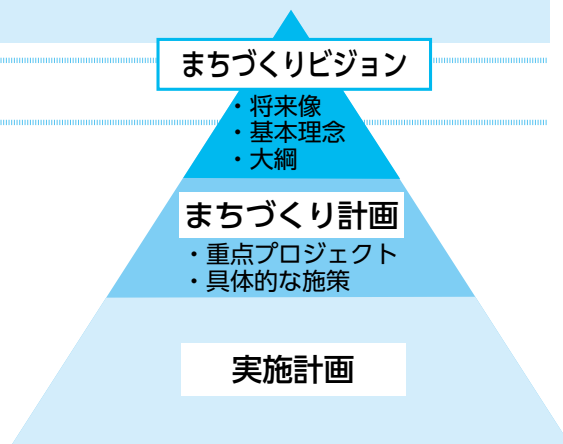 まちづくりビジョン
・将来像
・基本理念
・大綱
まちづくり計画
・重点プロジェクト
・具体的な施策
実施計画